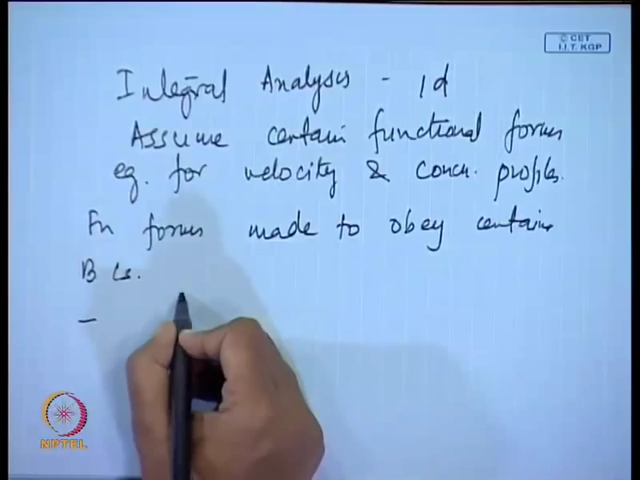 © CET
I.I.T. KGP
Integral Analysis - 1d
Assume certain functional forms
eg. for velocity & Concn. profiles.
Fn forms made to obey certain
B Cs.
-
NPTEL